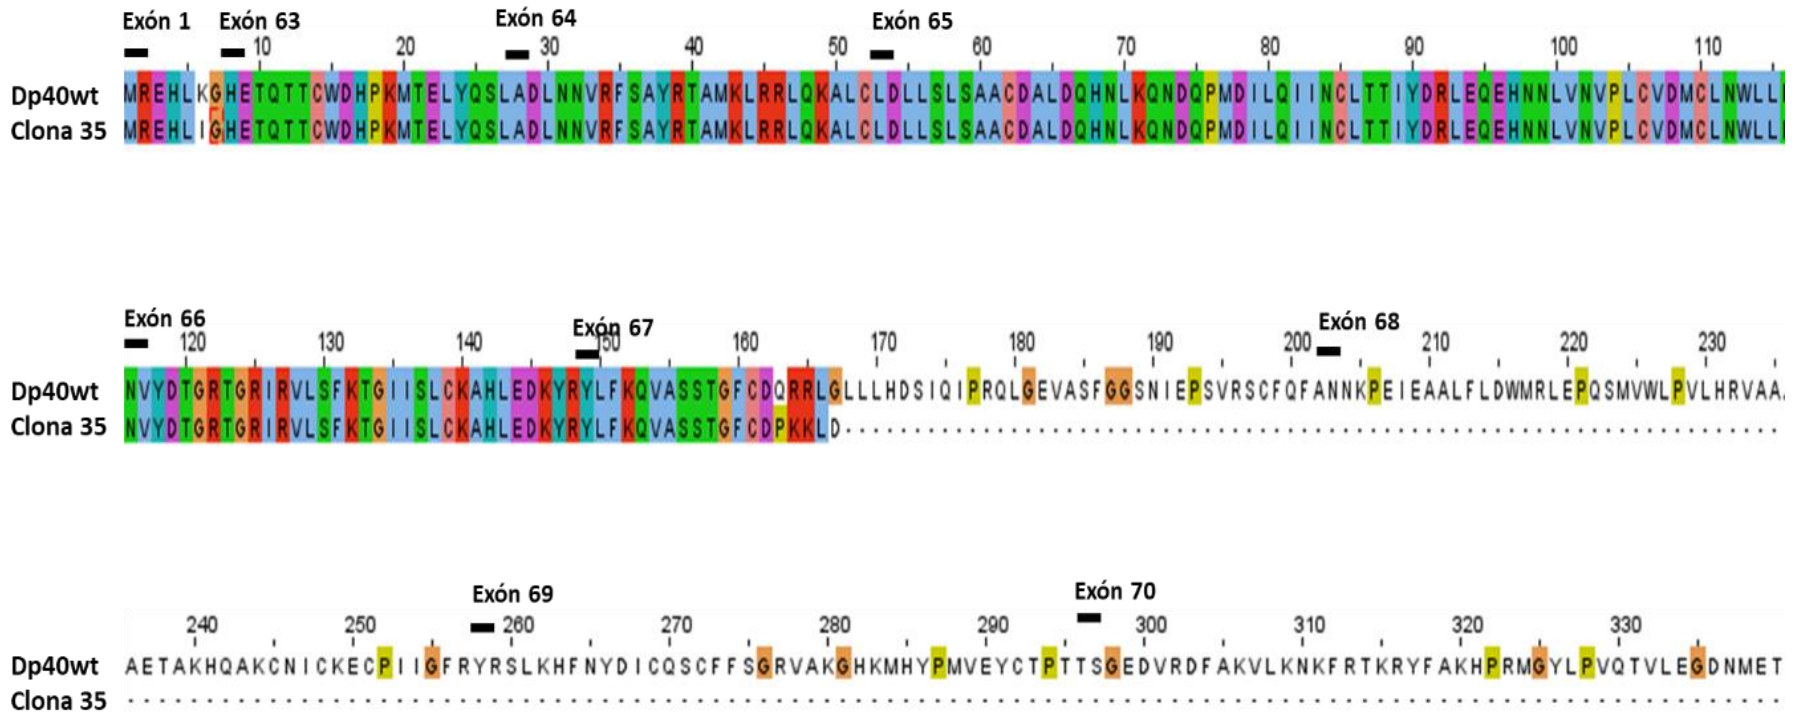 Exón 1 Exón 63 Exón 64 Exón 65
10 20 30 40 50 60 70 80 90 100 110
Dp40wt MREHLKGHETQTTCWDHPKMTELYQSLADLNNVRFSAYRTAMKLRRLQKALCLDLLSLSAACDALDQHNLKQNDQPMDILQIINCLTTIYDRLEQEHNNLVNVPLCVDMCLNWLL
Clona 35 MREHLIGHETQTTCWDHPKMTELYQSLADLNNVRFSAYRTAMKLRRLQKALCLDLLSLSAACDALDQHNLKQNDQPMDILQIINCLTTIYDRLEQEHNNLVNVPLCVDMCLNWLL
Exón 66 Exón 67 Exón 68
120 130 140 150 160 170 180 190 200 210 220 230
Dp40wt NVYDTGRTGRIRVLSFKTGIISLCKAHLEDKYRYLFKQVASSTGFCDQRRLGLLLHDSIQIPRQLGEVASFGGSNIEPSVRSCFQFANNKPEIEAALFLDWMRLEPQSMVWLPVLHRVAA
Clona 35 NVYDTGRTGRIRVLSFKTGIISLCKAHLEDKYRYLFKQVASSTGFCDPKKLD....................................................................
Exón 69 Exón 70
240 250 260 270 280 290 300 310 320 330
Dp40wt AETAKHQAKCNICKECPIIGFRYRSLKHFNYDICQSCFFSGRVAKGHKMHYPMVEYCTPTTSGEDVRDFAKVLKNKFRTKRYFAKHPRMGYLPVQTVLEGDNMET
Clona 35 .........................................................................................................